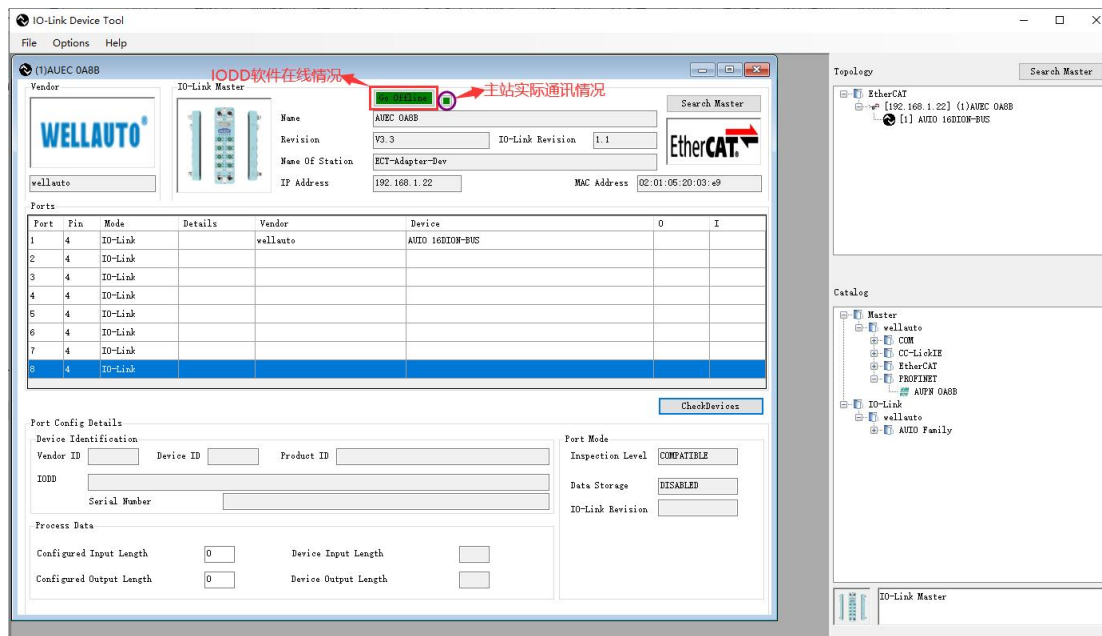 IO-Link Device Tool
File Options Help
(1)AUEC 0A8B
IODD软件在线情况
主站实际通讯情况
Vendor
WELLAUTO®
wellauto
IO-Link Master
Go Offline
Search Master
Name AUEC 0A8B
Revision V3.3 IO-Link Revision 1.1
Name Of Station ECT-Adapter-Dev
IP Address 192.168.1.22 MAC Address 02:01:05:20:03:e9
EtherCAT.
Ports
Port Pin Mode Details Vendor Device O I
1 4 IO-Link wellauto AUIO 16DION-BUS
2 4 IO-Link
3 4 IO-Link
4 4 IO-Link
5 4 IO-Link
6 4 IO-Link
7 4 IO-Link
8 4 IO-Link
CheckDevices
Port Config Details
Device Identification
Vendor ID Device ID Product ID
IODD
Serial Number
Process Data
Configured Input Length 0 Device Input Length
Configured Output Length 0 Device Output Length
Port Mode
Inspection Level COMPATIBLE
Data Storage DISABLED
IO-Link Revision
Topology Search Master
EtherCAT
[192.168.1.22] (1)AUEC 0A8B
[1] AUIO 16DION-BUS
Catalog
Master
wellauto
COM
CC-LickIE
EtherCAT
PROFINET
AUPN 0A8B
IO-Link
wellauto
AUIO Family
IO-Link Master